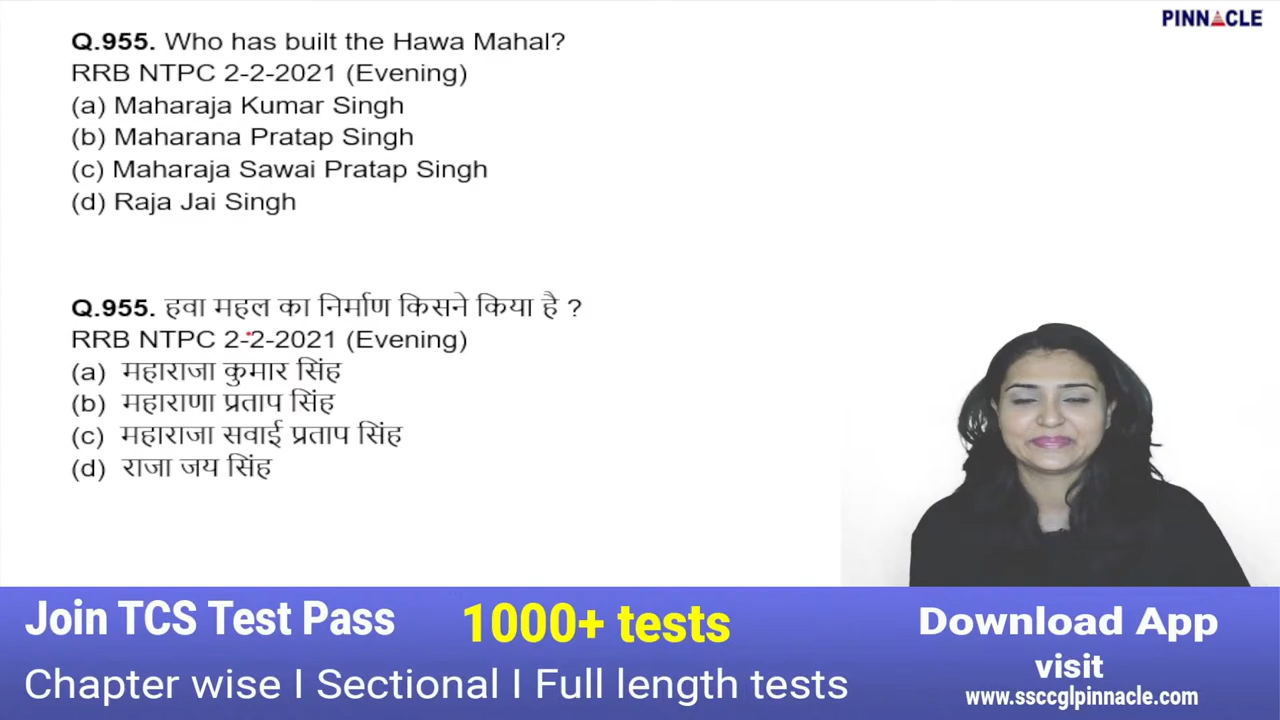 PINNACLE
Q.955. Who has built the Hawa Mahal?
RRB NTPC 2-2-2021 (Evening)
(a) Maharaja Kumar Singh
(b) Maharana Pratap Singh
(c) Maharaja Sawai Pratap Singh
(d) Raja Jai Singh
Q.955. हवा महल का निर्माण किसने किया है ?
RRB NTPC 2-2-2021 (Evening)
(a) महाराजा कुमार सिंह
(b) महाराणा प्रताप सिंह
(c) महाराजा सवाई प्रताप सिंह
(d) राजा जय सिंह
Join TCS Test Pass
1000+ tests
Chapter wise I Sectional I Full length tests
Download App
visit
www.ssccglpinnacle.com